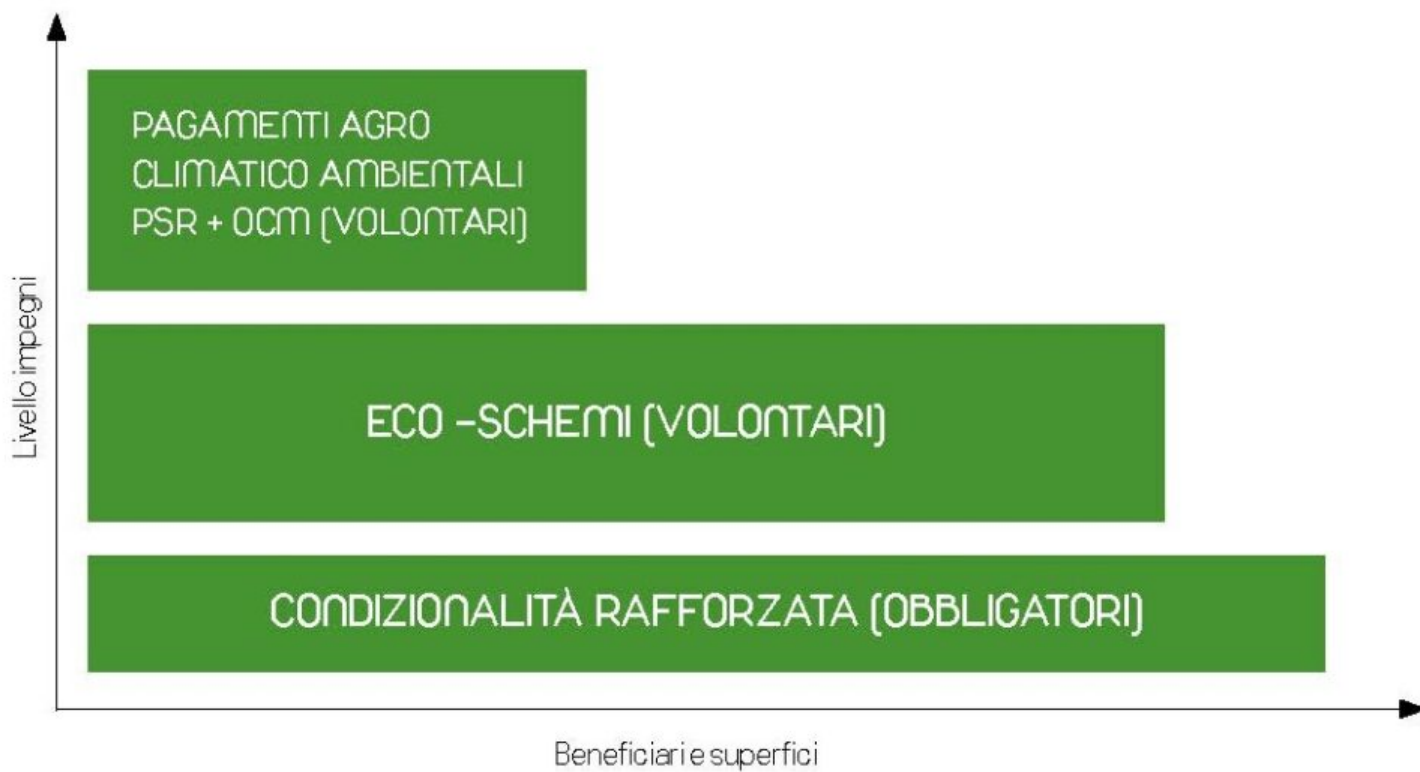 PAGAMENTI AGRO
CLIMATICO AMBIENTALI
PSR + OCM (VOLONTARI)
Livello impegni
ECO -SCHEMI (VOLONTARI)
CONDIZIONALITÀ RAFFORZATA (OBBLIGATORI)
Beneficiari e superfici